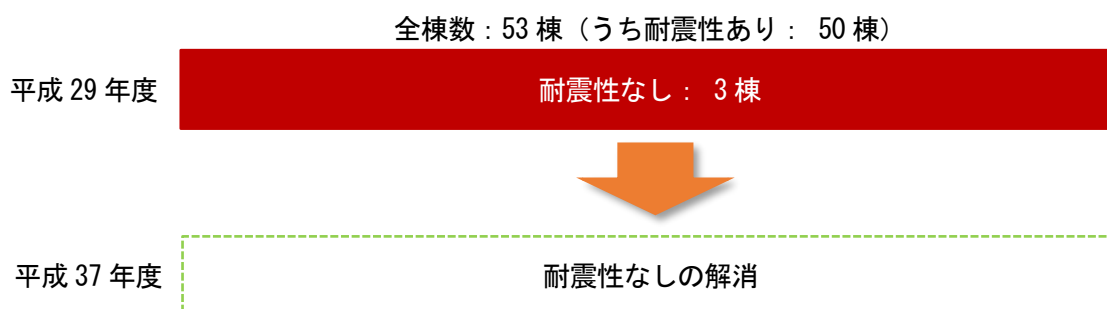 全棟数：53 棟（うち耐震性あり： 50 棟）
平成 29 年度
耐震性なし： 3 棟
平成 37 年度
耐震性なしの解消